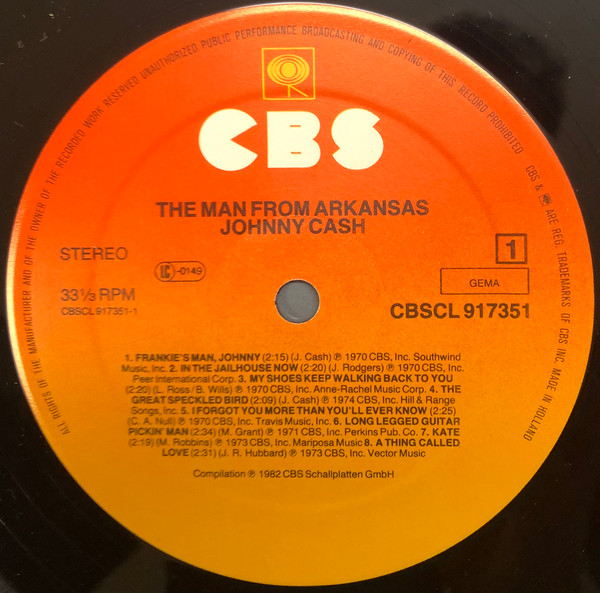 ALL RIGHTS OF THE MANUFACTURER AND OF THE OWNER OF THE RECORDED WORK RESERVED UNAUTHORIZED PUBLIC PERFORMANCE BROADCASTING AND COPYING OF THIS RECORD PROHIBITED CBS & ARE REG. TRADEMARKS OF CBS INC. MADE IN HOLLAND
CBS
THE MAN FROM ARKANSAS
JOHNNY CASH
STEREO
LC-0149
1
33⅓ RPM
GEMA
CBSCL 917351-1
CBSCL 917351
1. FRANKIE'S MAN, JOHNNY (2:15) (J. Cash) ℗ 1970 CBS, Inc. Southwind
Music, Inc. 2. IN THE JAILHOUSE NOW (2:20) (J. Rodgers) ℗ 1970 CBS, Inc.
Peer International Corp. 3. MY SHOES KEEP WALKING BACK TO YOU
(2:20) (L. Ross/B. Wills) ℗ 1970 CBS, Inc. Anne-Rachel Music Corp. 4. THE
GREAT SPECKLED BIRD (2:09) (J. Cash) ℗ 1974 CBS, Inc. Hill & Range
Songs, Inc. 5. I FORGOT YOU MORE THAN YOU'LL EVER KNOW (2:25)
(C. A. Null) ℗ 1970 CBS, Inc. Travis Music, Inc. 6. LONG LEGGED GUITAR
PICKIN' MAN (2:34) (M. Grant) ℗ 1971 CBS, Inc. Perkins Pub. Co. 7. KATE
(2:19) (M. Robbins) ℗ 1973 CBS, Inc. Mariposa Music 8. A THING CALLED
LOVE (2:31) (J. R. Hubbard) ℗ 1973 CBS, Inc. Vector Music
Compilation ℗ 1982 CBS Schallplatten GmbH